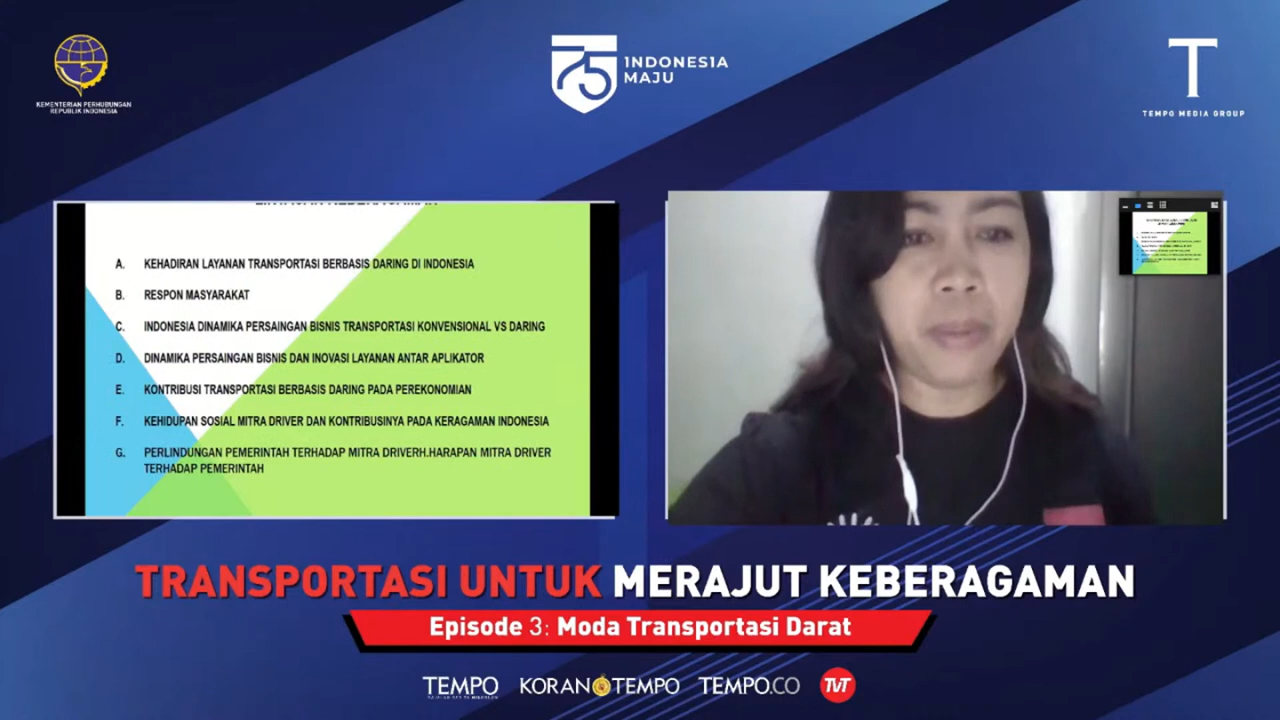 KEMENTERIAN PERHUBUNGAN
REPUBLIK INDONESIA
75
INDONESIA
MAJU
T
TEMPO MEDIA GROUP
A. KEHADIRAN LAYANAN TRANSPORTASI BERBASIS DARING DI INDONESIA
B. RESPON MASYARAKAT
C. INDONESIA DINAMIKA PERSAINGAN BISNIS TRANSPORTASI KONVENSIONAL VS DARING
D. DINAMIKA PERSAINGAN BISNIS DAN INOVASI LAYANAN ANTAR APLIKATOR
E. KONTRIBUSI TRANSPORTASI BERBASIS DARING PADA PEREKONOMIAN
F. KEHIDUPAN SOSIAL MITRA DRIVER DAN KONTRIBUSINYA PADA KERAGAMAN INDONESIA
G. PERLINDUNGAN PEMERINTAH TERHADAP MITRA DRIVERH.HARAPAN MITRA DRIVER
TERHADAP PEMERINTAH
TRANSPORTASI UNTUK MERAJUT KEBERAGAMAN
Episode 3: Moda Transportasi Darat
TEMPO
KORAN TEMPO
TEMPO.CO
TVT